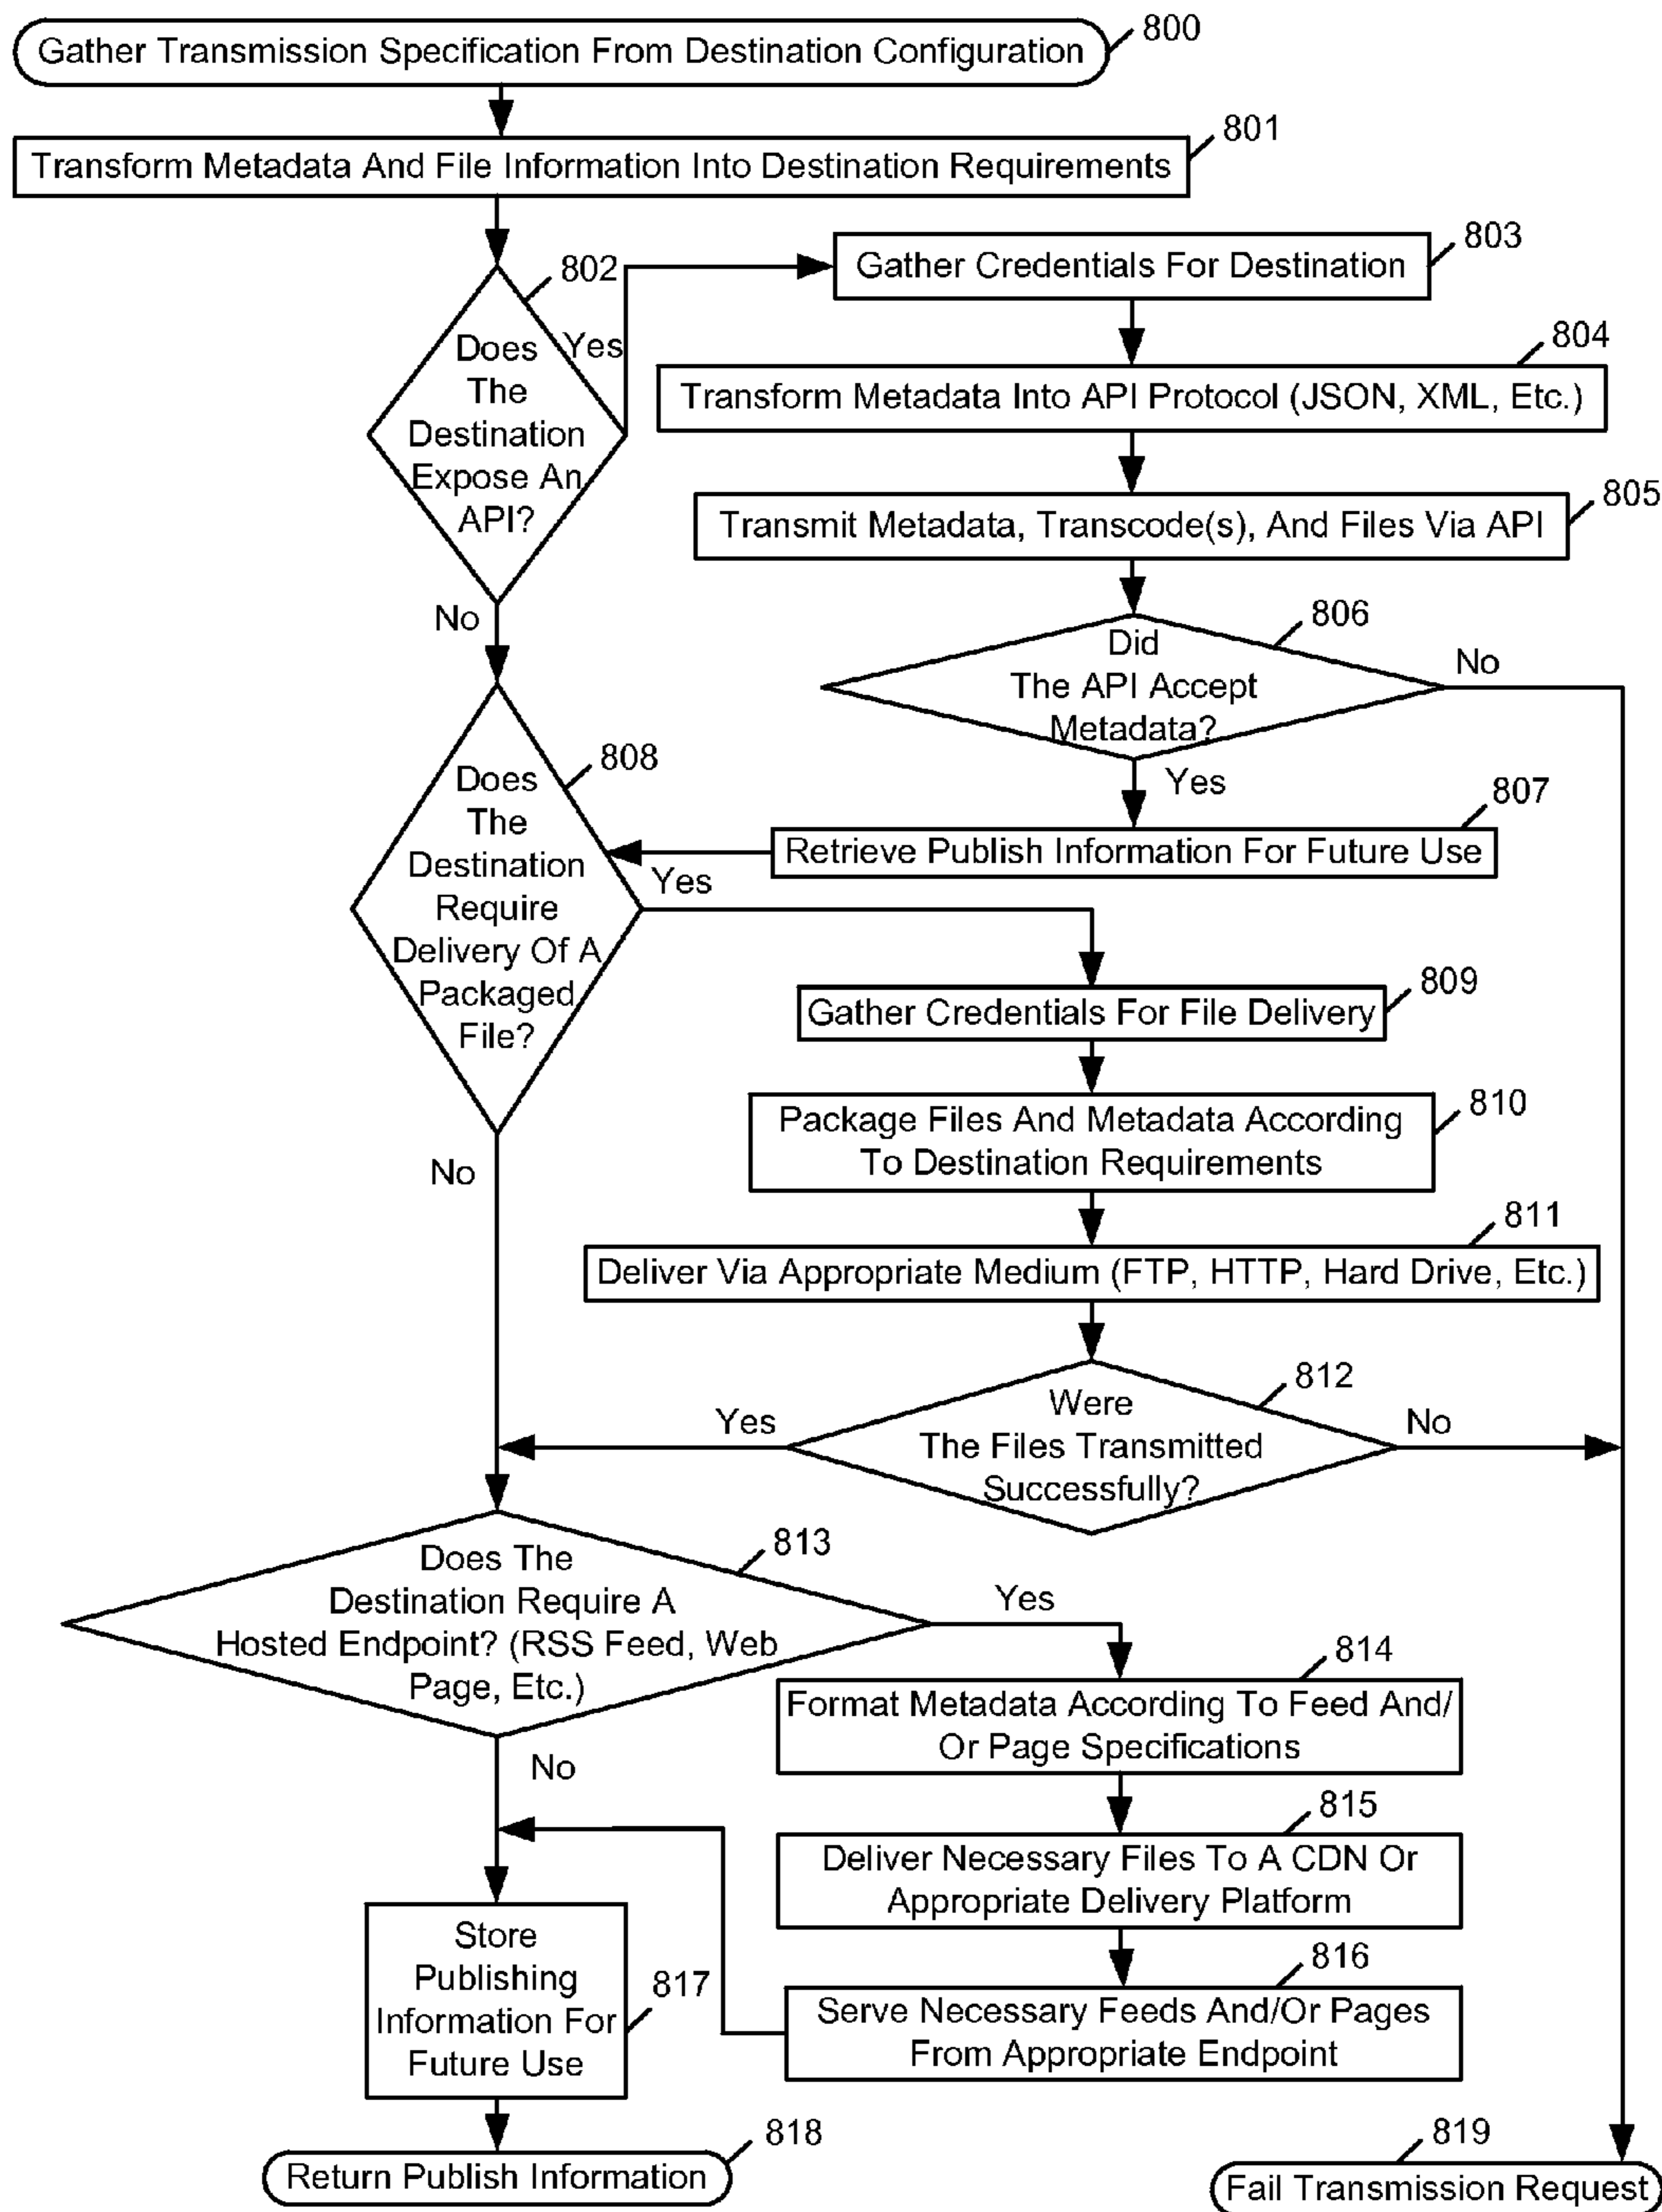 Gather Transmission Specification From Destination Configuration
800
Transform Metadata And File Information Into Destination Requirements
801
802
Does
The
Destination
Expose An
API?
Yes
No
Gather Credentials For Destination
803
Transform Metadata Into API Protocol (JSON, XML, Etc.)
804
Transmit Metadata, Transcode(s), And Files Via API
805
Did
The API Accept
Metadata?
806
No
Yes
Retrieve Publish Information For Future Use
807
Does
The
Destination
Require
Delivery Of A
Packaged
File?
808
Yes
No
Gather Credentials For File Delivery
809
Package Files And Metadata According
To Destination Requirements
810
Deliver Via Appropriate Medium (FTP, HTTP, Hard Drive, Etc.)
811
Were
The Files Transmitted
Successfully?
812
Yes
No
Does The
Destination Require A
Hosted Endpoint? (RSS Feed, Web
Page, Etc.)
813
Yes
No
Format Metadata According To Feed And/
Or Page Specifications
814
Deliver Necessary Files To A CDN Or
Appropriate Delivery Platform
815
Serve Necessary Feeds And/Or Pages
From Appropriate Endpoint
816
Store
Publishing
Information For
Future Use
817
Return Publish Information
818
Fail Transmission Request
819